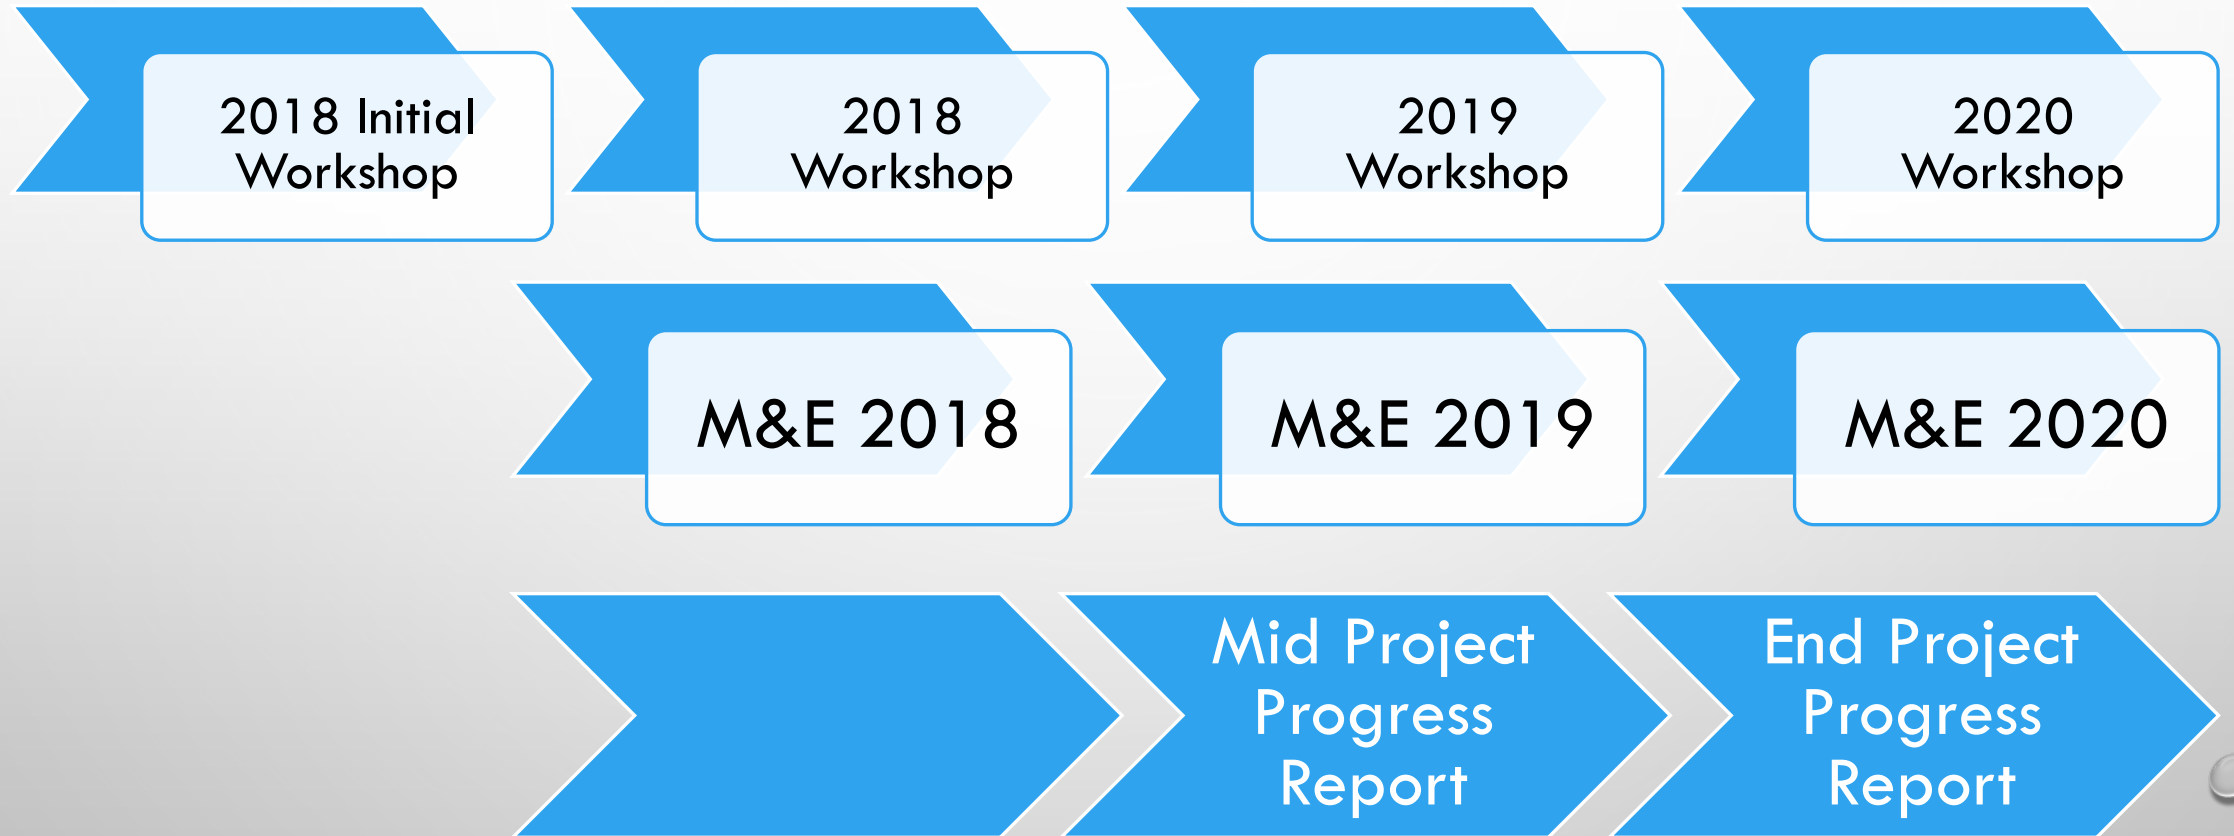 2018 Initial
Workshop
2018
Workshop
2019
Workshop
2020
Workshop
M&E 2018
M&E 2019
M&E 2020
Mid Project
Progress
Report
End Project
Progress
Report